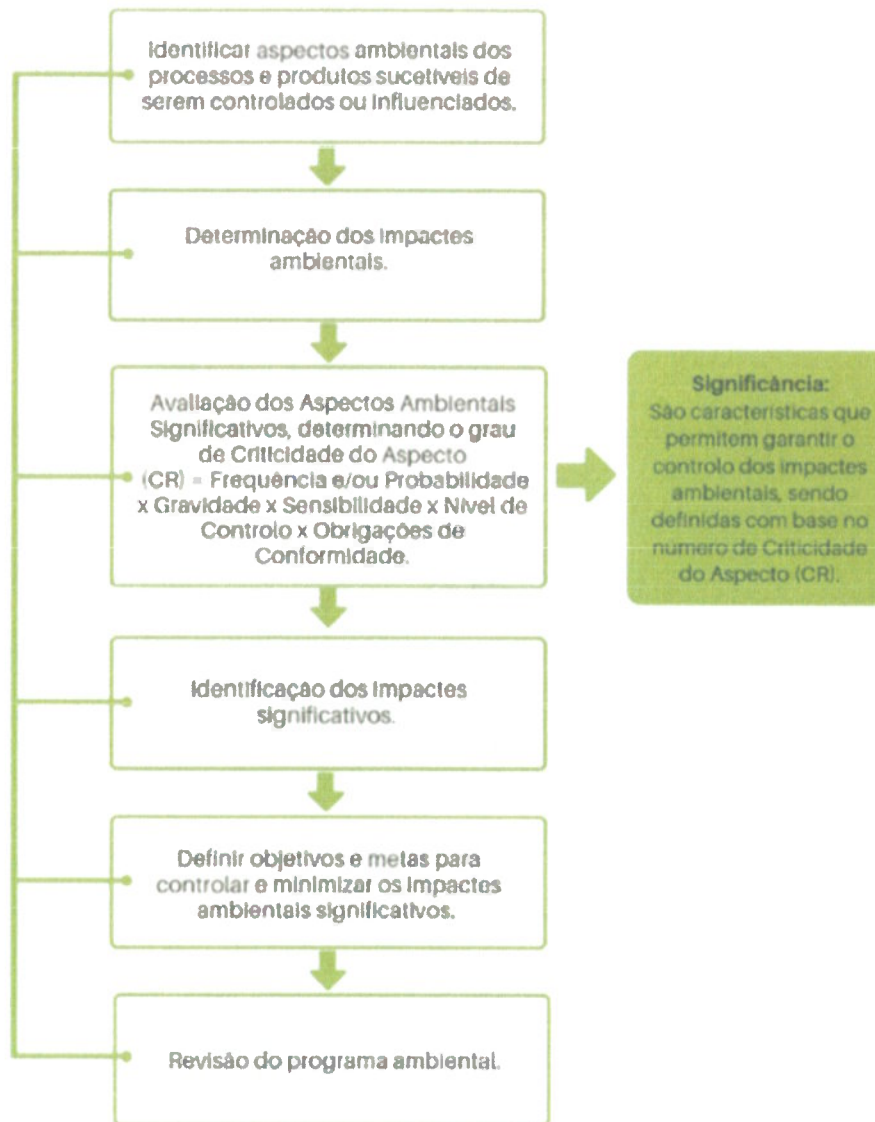 Identificar aspectos ambientais dos
processos e produtos sucetíveis de
serem controlados ou influenciados.
Determinação dos impactes
ambientais.
Avaliação dos Aspectos Ambientais
Significativos, determinando o grau
de Criticidade do Aspecto
(CR) = Frequência e/ou Probabilidade
x Gravidade x Sensibilidade x Nível de
Controlo x Obrigações de
Conformidade.
Significância:
São características que
permitem garantir o
controlo dos impactes
ambientais, sendo
definidas com base no
número de Criticidade
do Aspecto (CR).
Identificação dos impactes
significativos.
Definir objetivos e metas para
controlar e minimizar os impactes
ambientais significativos.
Revisão do programa ambiental.